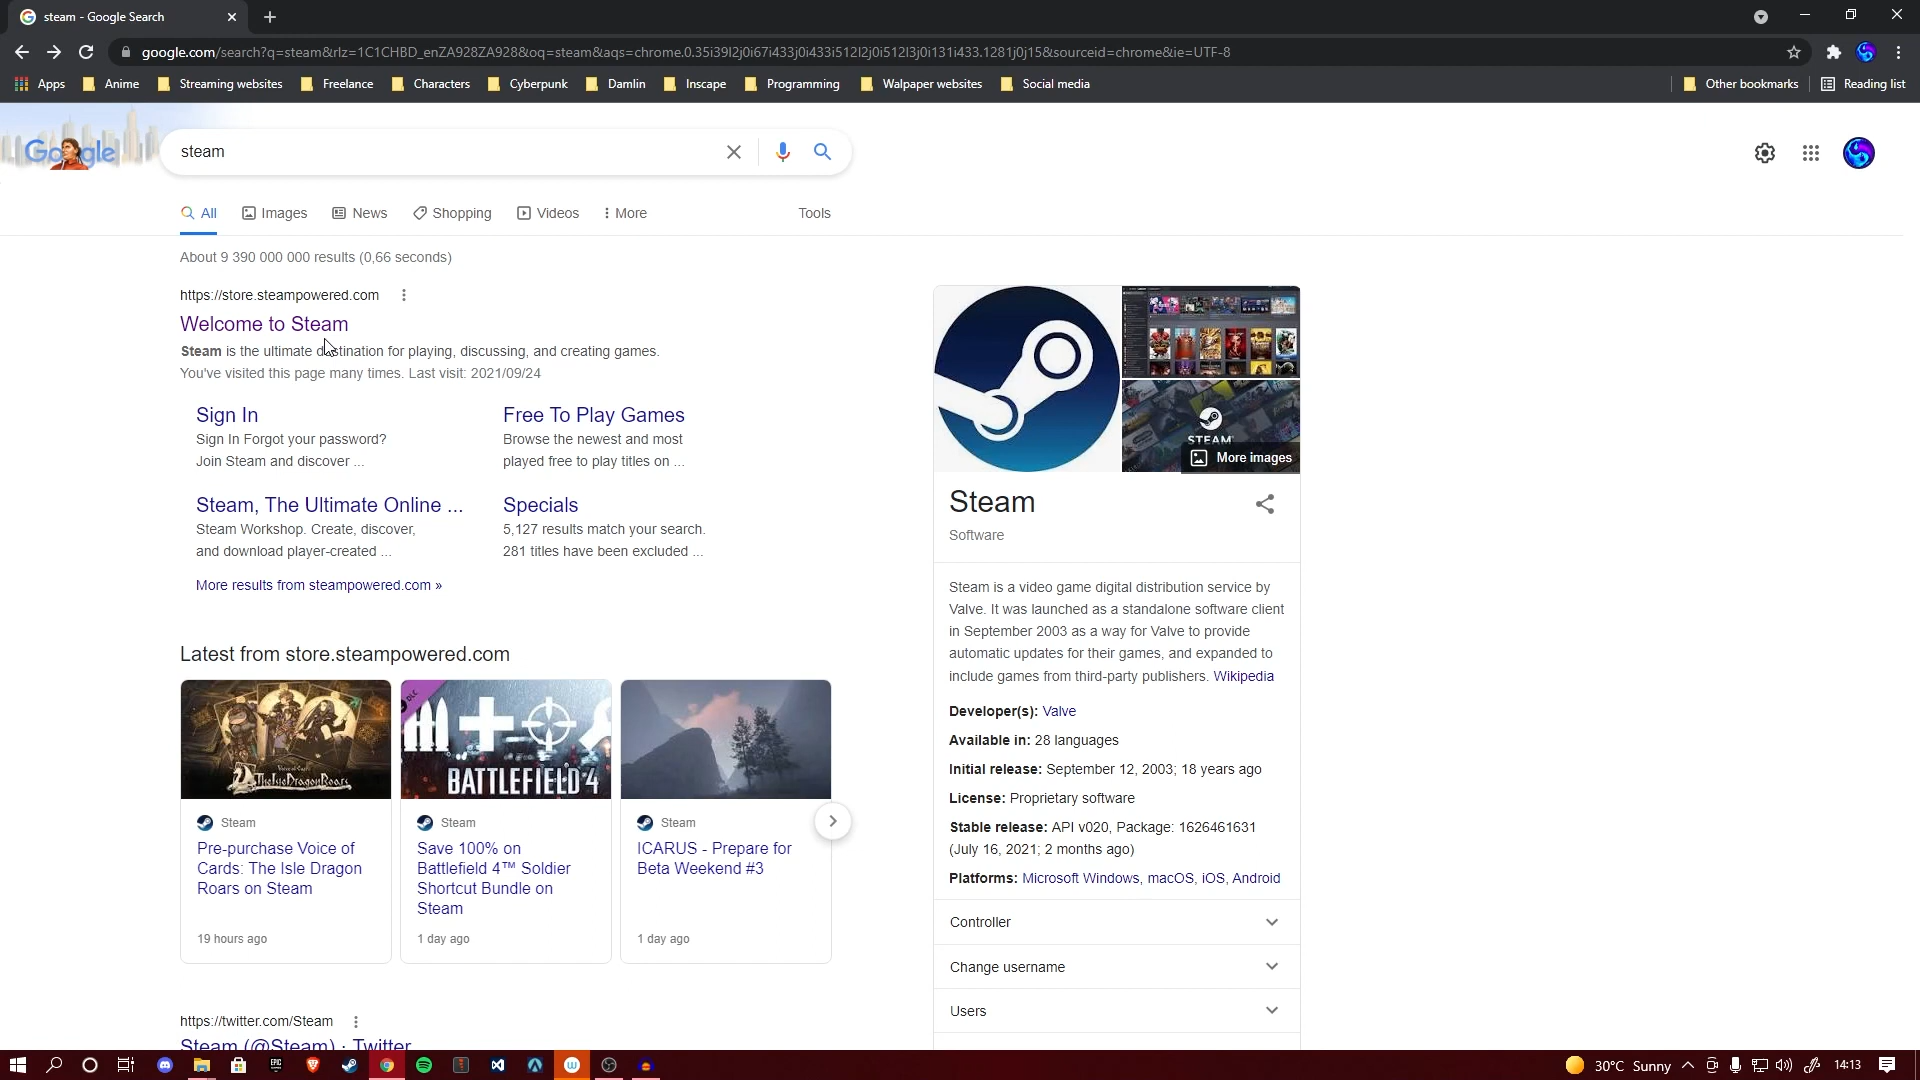 steam - Google Search
google.com/search?q=steam&rlz=1C1CHBD_enZA928ZA928&oq=steam&aqs=chrome.0.35i39l2j0i67i433j0i433i512l2j0i512l3j0i131i433.1281j0j15&sourceid=chrome&ie=UTF-8
Apps Anime Streaming websites Freelance Characters Cyberpunk Damlin Inscape Programming Walpaper websites Social media Other bookmarks Reading list
Google
steam
All Images News Shopping Videos More Tools
About 9 390 000 000 results (0,66 seconds)
https://store.steampowered.com
Welcome to Steam
Steam is the ultimate destination for playing, discussing, and creating games.
You've visited this page many times. Last visit: 2021/09/24
Sign In
Sign In Forgot your password?
Join Steam and discover ...
Free To Play Games
Browse the newest and most
played free to play titles on ...
Steam, The Ultimate Online ...
Steam Workshop. Create, discover,
and download player-created ...
Specials
5,127 results match your search.
281 titles have been excluded ...
More results from steampowered.com »
Latest from store.steampowered.com
Voice of Cards
The Isle Dragon Roars
Steam
Pre-purchase Voice of
Cards: The Isle Dragon
Roars on Steam
19 hours ago
DLC
BATTLEFIELD 4
Steam
Save 100% on
Battlefield 4™ Soldier
Shortcut Bundle on
Steam
1 day ago
Steam
ICARUS - Prepare for
Beta Weekend #3
1 day ago
https://twitter.com/Steam
Steam (@Steam) · Twitter
STEAM
More images
Steam
Software
Steam is a video game digital distribution service by
Valve. It was launched as a standalone software client
in September 2003 as a way for Valve to provide
automatic updates for their games, and expanded to
include games from third-party publishers. Wikipedia
Developer(s): Valve
Available in: 28 languages
Initial release: September 12, 2003; 18 years ago
License: Proprietary software
Stable release: API v020, Package: 1626461631
(July 16, 2021; 2 months ago)
Platforms: Microsoft Windows, macOS, iOS, Android
Controller
Change username
Users
EPIC
30°C Sunny 14:13